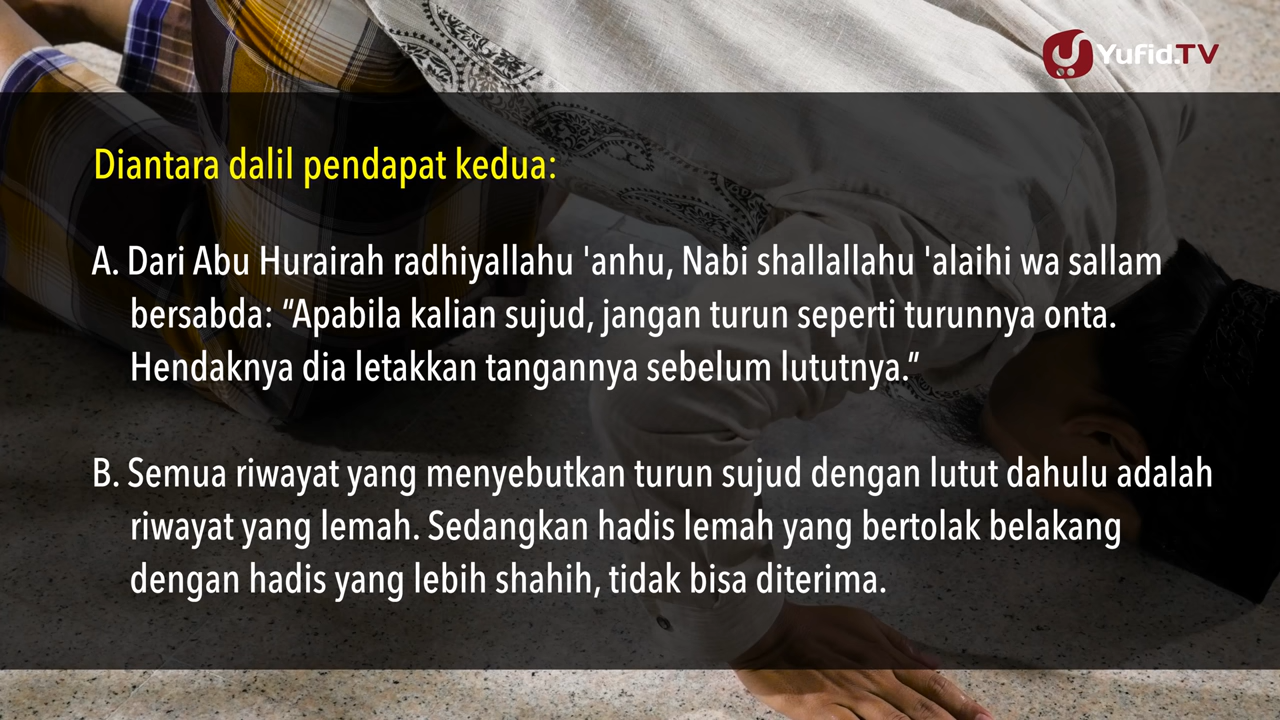 Yufid.TV
Diantara dalil pendapat kedua:
A. Dari Abu Hurairah radhiyallahu 'anhu, Nabi shallallahu 'alaihi wa sallam
bersabda: “Apabila kalian sujud, jangan turun seperti turunnya onta.
Hendaknya dia letakkan tangannya sebelum lututnya.”
B. Semua riwayat yang menyebutkan turun sujud dengan lutut dahulu adalah
riwayat yang lemah. Sedangkan hadis lemah yang bertolak belakang
dengan hadis yang lebih shahih, tidak bisa diterima.